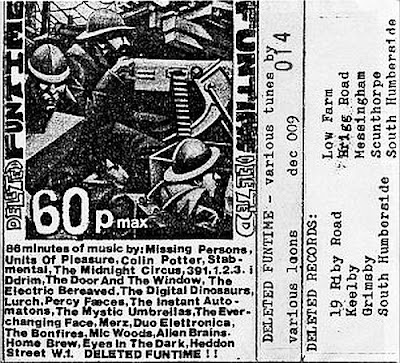 DELETED FUNTIME
FUNTIME DELETED
60p max
86 minutes of music by: Missing Persons,
Units Of Pleasure, Colin Potter, Stab-
mental, The Midnight Circus, 391, 1.2.3. i
Ddrim, The Door And The Window, The
Electric Bereaved, The Digital Dinosaurs,
Lurch, Percy Fæces, The Instant Auto-
matons, The Mystic Umbrellas, The Ever-
changing Face, Merz, Duo Elettronica,
The Bonfires, Mic Woods, Alien Brains,
Home Brew, Eyes In The Dark, Heddon
Street W.1. DELETED FUNTIME !!
DELETED FUNTIME - various tunes by
various loons dec 009
014
DELETED RECORDS:
19 Riby Road
Keelby
Grimsby
South Humberside
Low Farm
Brigg Road
Messingham
Scunthorpe
South Humberside